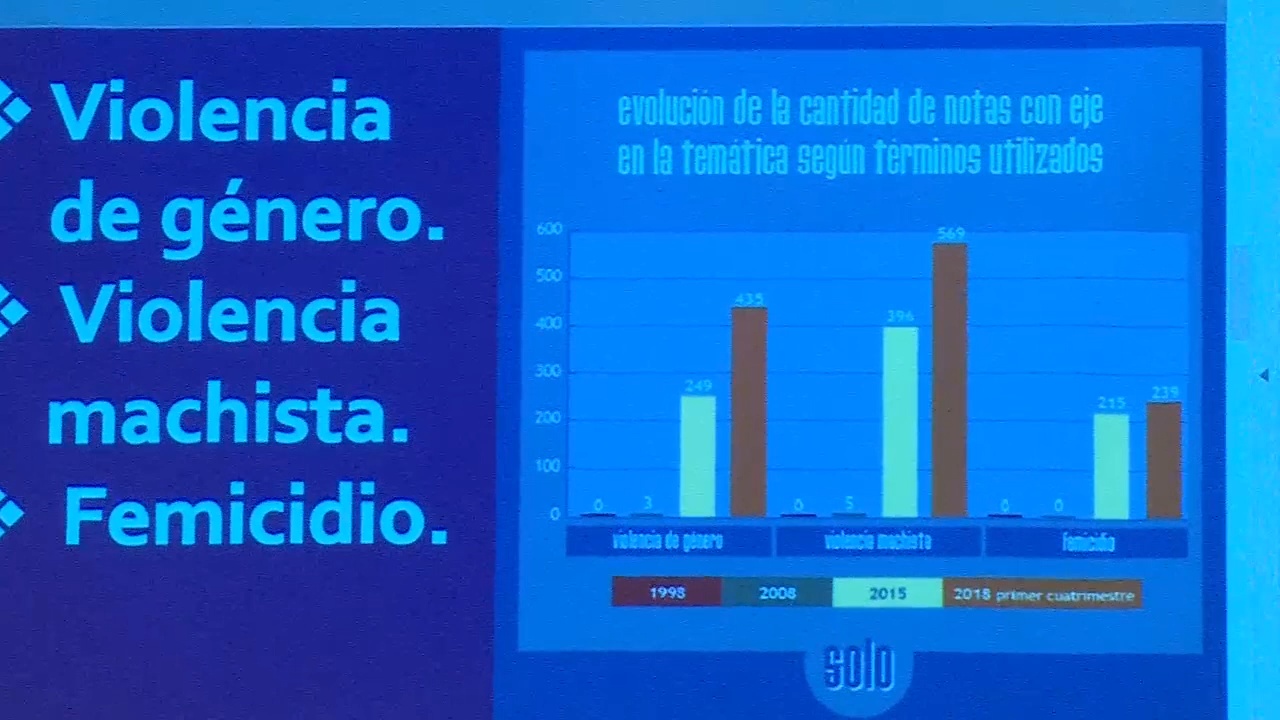 Violencia
de género.
Violencia
machista.
Femicidio.
evolución de la cantidad de notas con eje
en la temática según términos utilizados
600
500
400
300
200
100
0
0 3 249 435
0 5 396 569
0 0 215 239
violencia de género violencia machista femicidio
1998 2008 2015 2018 primer cuatrimestre
solo